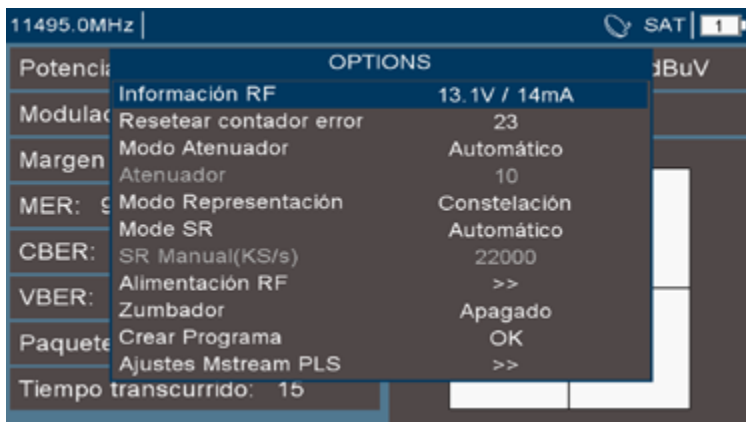 11495.0MHz SAT 1
OPTIONS
Potencia dBuV
Información RF 13.1V / 14mA
Modulac
Resetear contador error 23
Modo Atenuador Automático
Margen
Atenuador 10
MER: 9 Modo Representación Constelación
Mode SR Automático
CBER: SR Manual(KS/s) 22000
Alimentación RF >>
VBER:
Zumbador Apagado
Paquete Crear Programa OK
Ajustes Mstream PLS >>
Tiempo transcurrido: 15